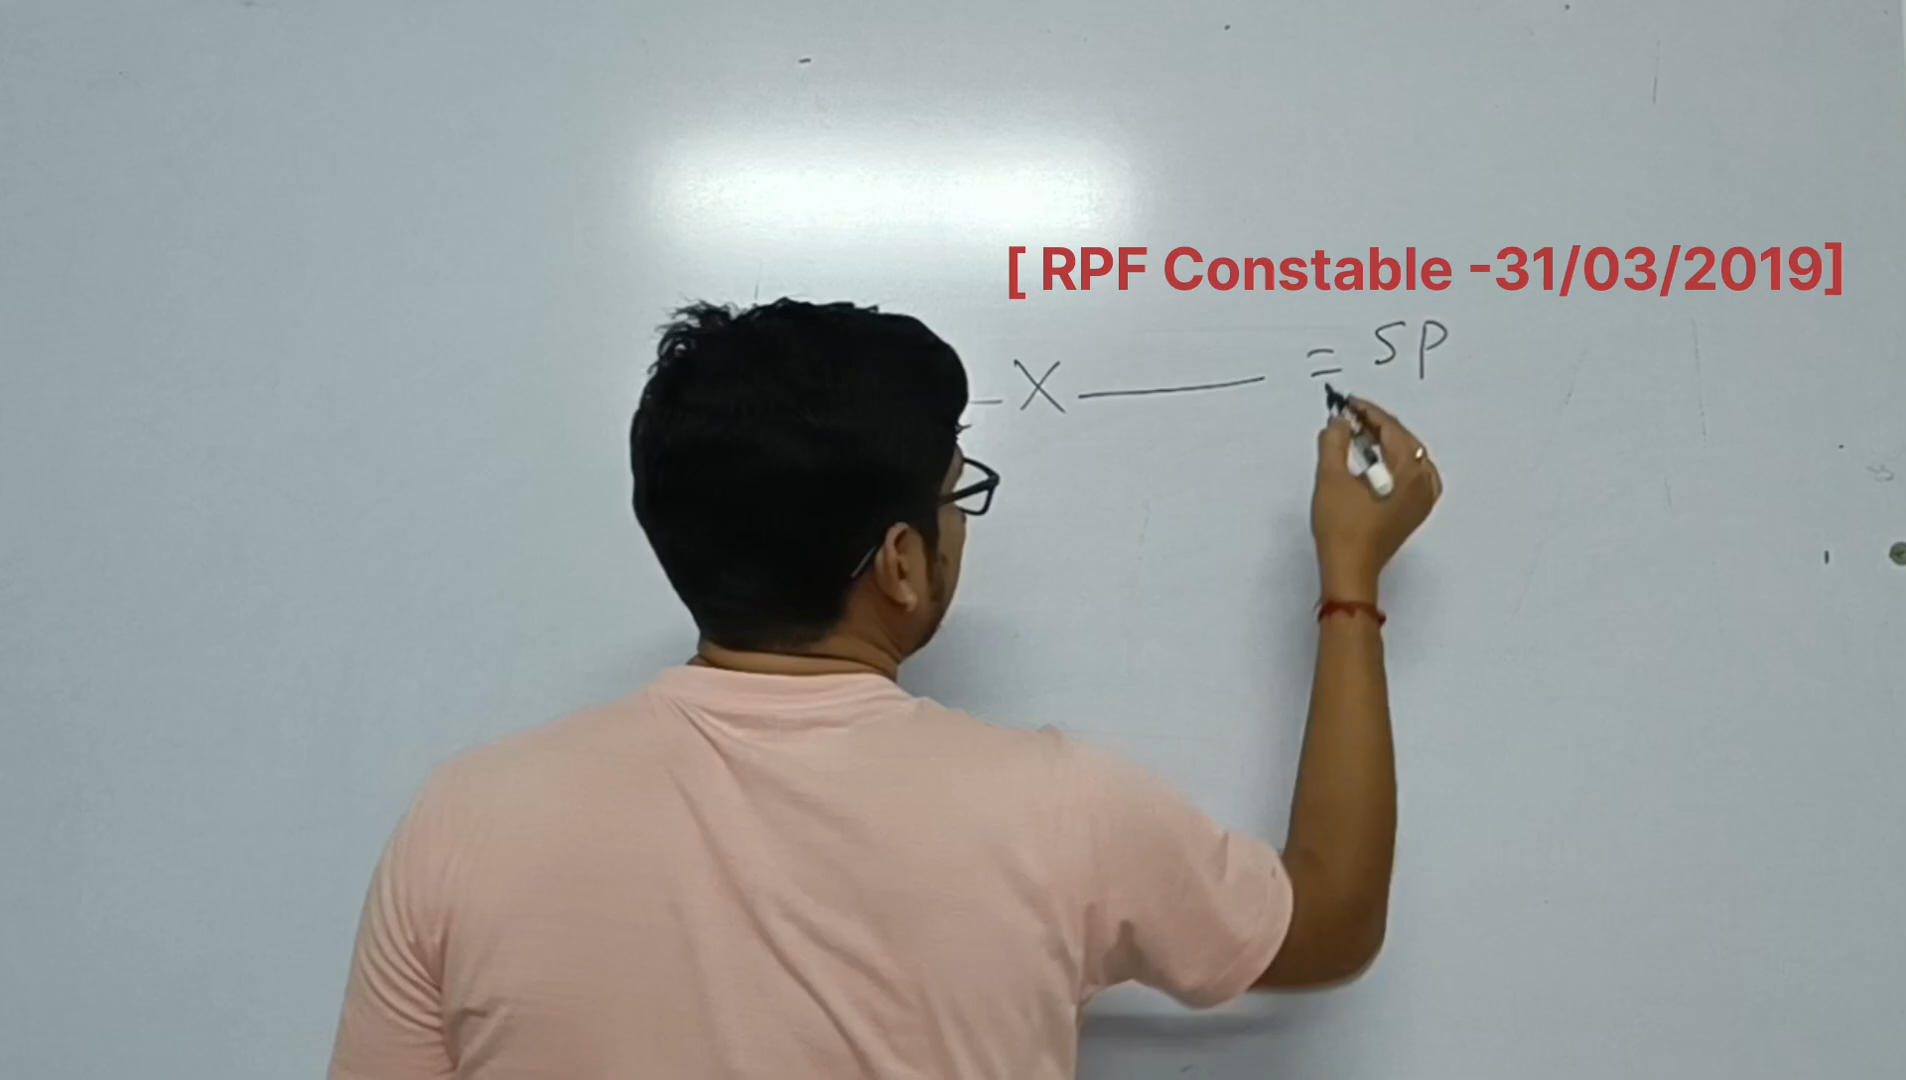 [ RPF Constable -31/03/2019]
X = SP